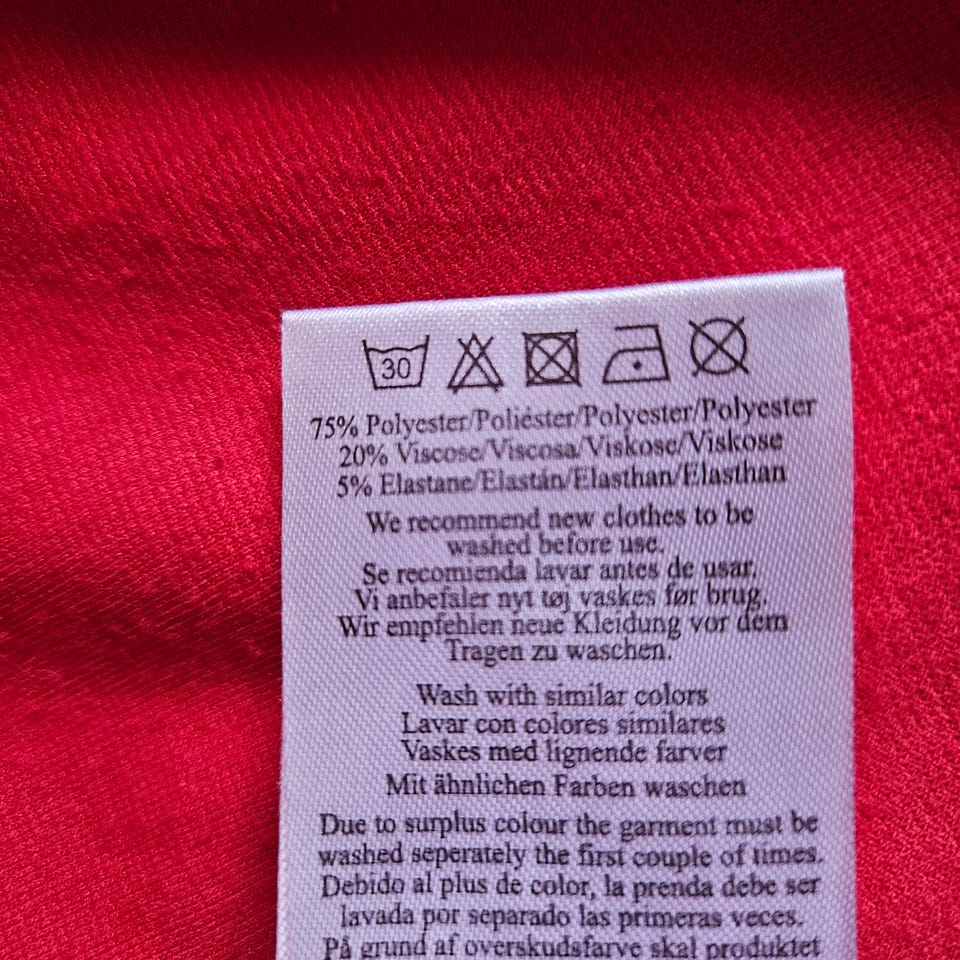 30
75% Polyester/Poliéster/Polyester/Polyester
20% Viscose/Viscosa/Viskose/Viskose
5% Elastane/Elastán/Elasthan/Elasthan
We recommend new clothes to be
washed before use.
Se recomienda lavar antes de usar.
Vi anbefaler nyt tøj vaskes før brug.
Wir empfehlen neue Kleidung vor dem
Tragen zu waschen.
Wash with similar colors
Lavar con colores similares
Vaskes med lignende farver
Mit ähnlichen Farben waschen
Due to surplus colour the garment must be
washed seperately the first couple of times.
Debido al plus de color, la prenda debe ser
lavada por separado las primeras veces.
På grund af overskudsfarve skal produktet